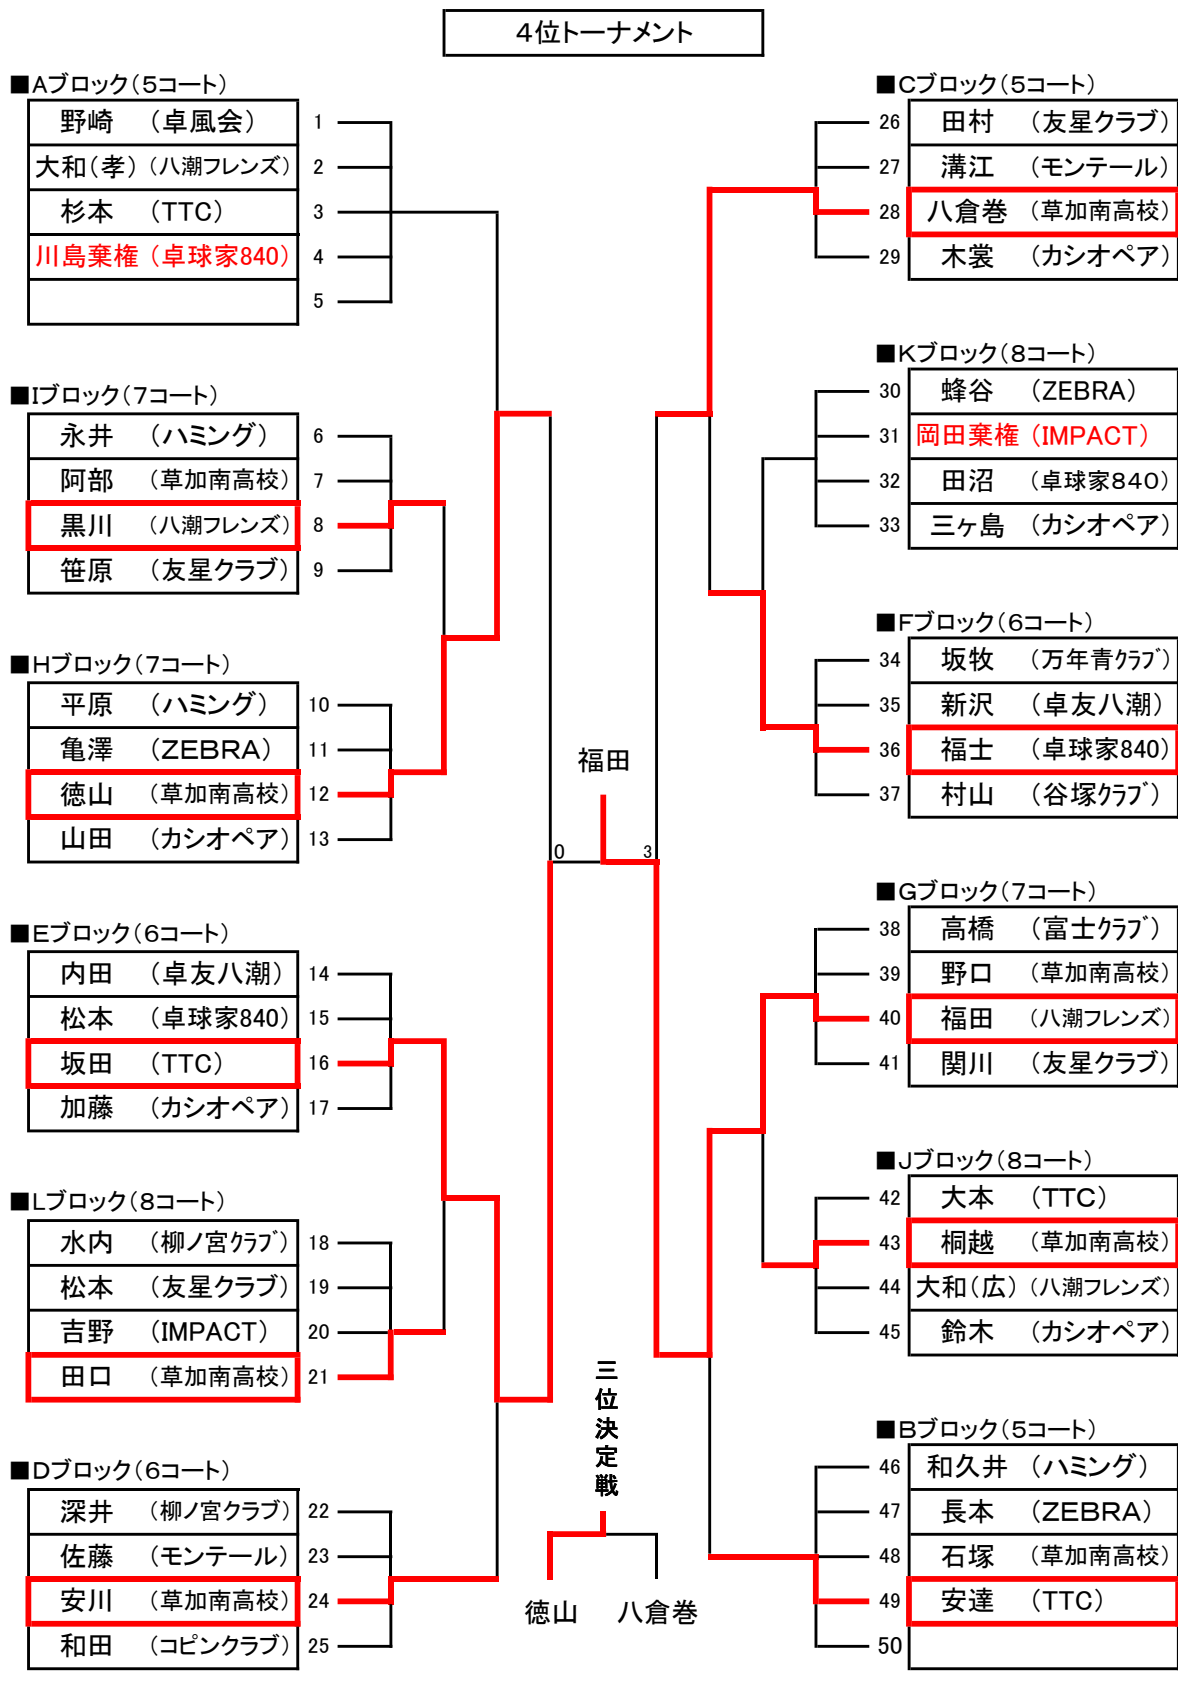 ４位トーナメント
■Aブロック(5コート)
野崎 (卓風会) 1
大和(孝) (八潮フレンズ) 2
杉本 (TTC) 3
川島棄権 (卓球家840) 4
5
■Iブロック(7コート)
永井 (ハミング) 6
阿部 (草加南高校) 7
黒川 (八潮フレンズ) 8
笹原 (友星クラブ) 9
■Hブロック(7コート)
平原 (ハミング) 10
亀澤 (ZEBRA) 11
徳山 (草加南高校) 12
山田 (カシオペア) 13
■Eブロック(6コート)
内田 (卓友八潮) 14
松本 (卓球家840) 15
坂田 (TTC) 16
加藤 (カシオペア) 17
■Lブロック(8コート)
水内 (柳ノ宮クラブ) 18
松本 (友星クラブ) 19
吉野 (IMPACT) 20
田口 (草加南高校) 21
■Dブロック(6コート)
深井 (柳ノ宮クラブ) 22
佐藤 (モンテール) 23
安川 (草加南高校) 24
和田 (コピンクラブ) 25
福田
0 3
三位決定戦
徳山 八倉巻
■Cブロック(5コート)
26 田村 (友星クラブ)
27 溝江 (モンテール)
28 八倉巻 (草加南高校)
29 木裳 (カシオペア)
■Kブロック(8コート)
30 蜂谷 (ZEBRA)
31 岡田棄権 (IMPACT)
32 田沼 (卓球家840)
33 三ヶ島 (カシオペア)
■Fブロック(6コート)
34 坂牧 (万年青クラブ)
35 新沢 (卓友八潮)
36 福士 (卓球家840)
37 村山 (谷塚クラブ)
■Gブロック(7コート)
38 高橋 (富士クラブ)
39 野口 (草加南高校)
40 福田 (八潮フレンズ)
41 関川 (友星クラブ)
■Jブロック(8コート)
42 大本 (TTC)
43 桐越 (草加南高校)
44 大和(広) (八潮フレンズ)
45 鈴木 (カシオペア)
■Bブロック(5コート)
46 和久井 (ハミング)
47 長本 (ZEBRA)
48 石塚 (草加南高校)
49 安達 (TTC)
50